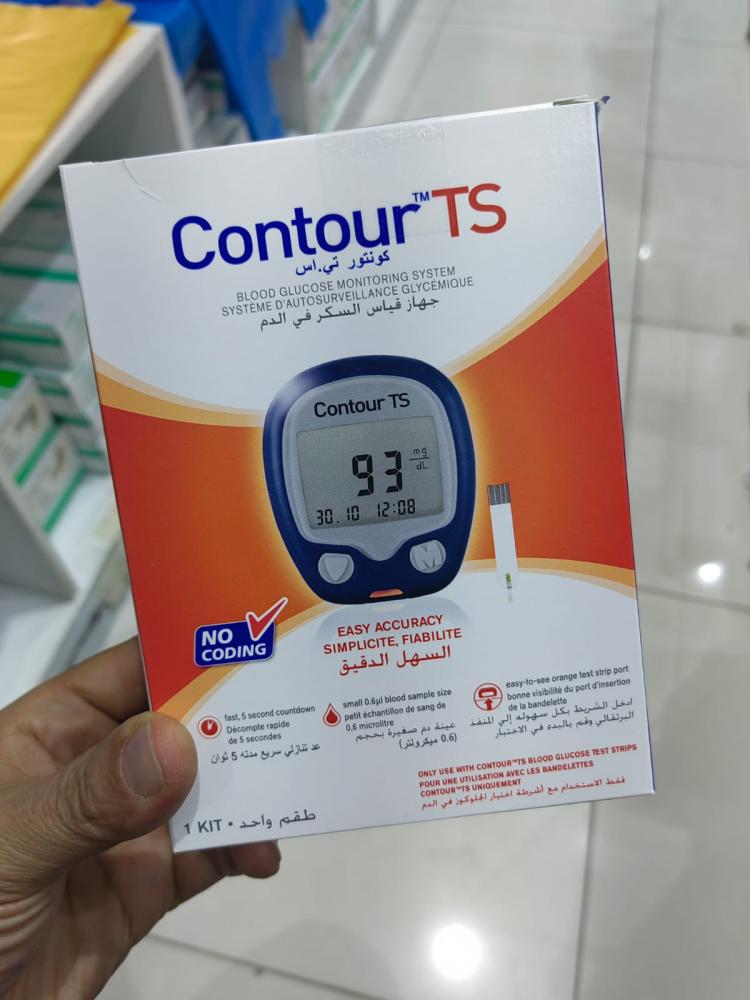 Contour™TS
كونتور تي.اس
BLOOD GLUCOSE MONITORING SYSTEM
SYSTÈME D'AUTOSURVEILLANCE GLYCÉMIQUE
جهاز قياس السكر في الدم
Contour TS
93 mg/dL
30.10 12:08
NO
CODING
EASY ACCURACY
SIMPLICITE, FIABILITE
السهل الدقيق
fast, 5 second countdown
Décompte rapide
de 5 secondes
عد تنازلي سريع مدته 5 ثوان
small 0.6µl blood sample size
petit échantillon de sang de
0,6 microlitre
عينة دم صغيرة بحجم
(0.6 ميكرولتر)
easy-to-see orange test strip port
bonne visibilité du port d'insertion
de la bandelette
ادخل الشريط بكل سهوله إلي المنفذ
البرتقالي وقم بالبدء في الاختبار
ONLY USE WITH CONTOUR™TS BLOOD GLUCOSE TEST STRIPS
POUR UNE UTILISATION AVEC LES BANDELETTES
CONTOUR™TS UNIQUEMENT
فقط الاستخدام مع أشرطة اختبار الجلوكوز في الدم
1 KIT • طقم واحد